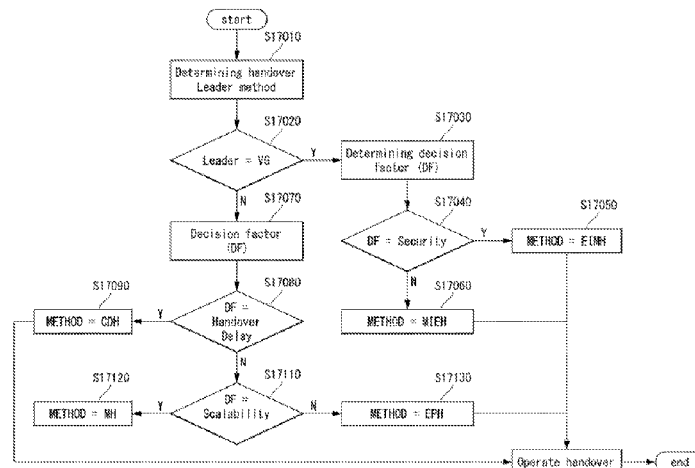 start
S17010
Determining handover
Leader method
S17020
Leader = VG
Y
N
S17030
Determining decision
factor (DF)
S17040
DF = Security
Y
N
S17050
METHOD = EIMH
S17060
METHOD = MIEH
S17070
Decision factor
(DF)
S17080
DF =
Handover
Delay
Y
N
S17090
METHOD = CDH
S17110
DF =
Scalability
Y
N
S17120
METHOD = NH
S17130
METHOD = EPH
Operate handover
end